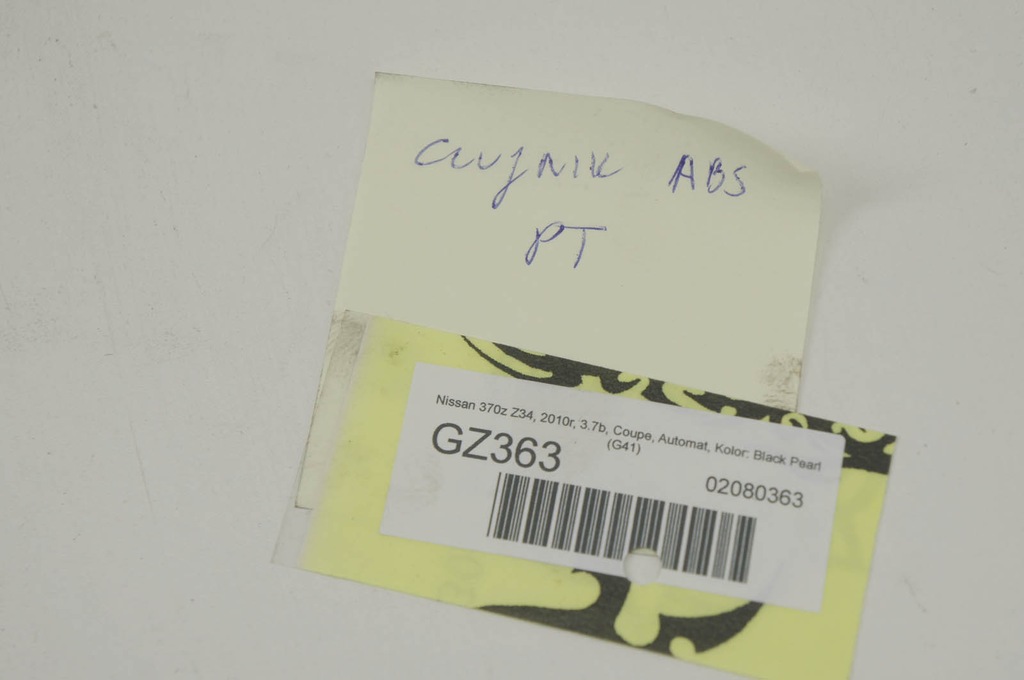 CZUJNIK ABS
PT
Nissan 370z Z34, 2010r, 3.7b, Coupe, Automat, Kolor: Black Pearl
(G41)
GZ363
02080363